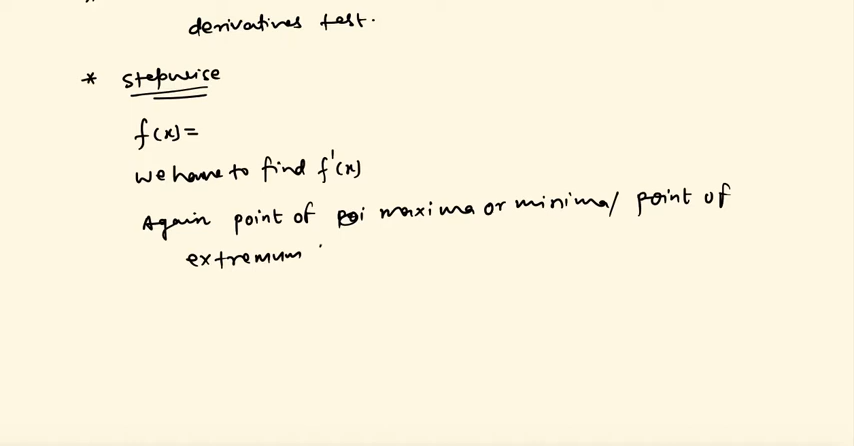 derivatives test.
* stepwise
f(x)=
we have to find f'(x)
Again point of maxima or minima/ point of
extremum